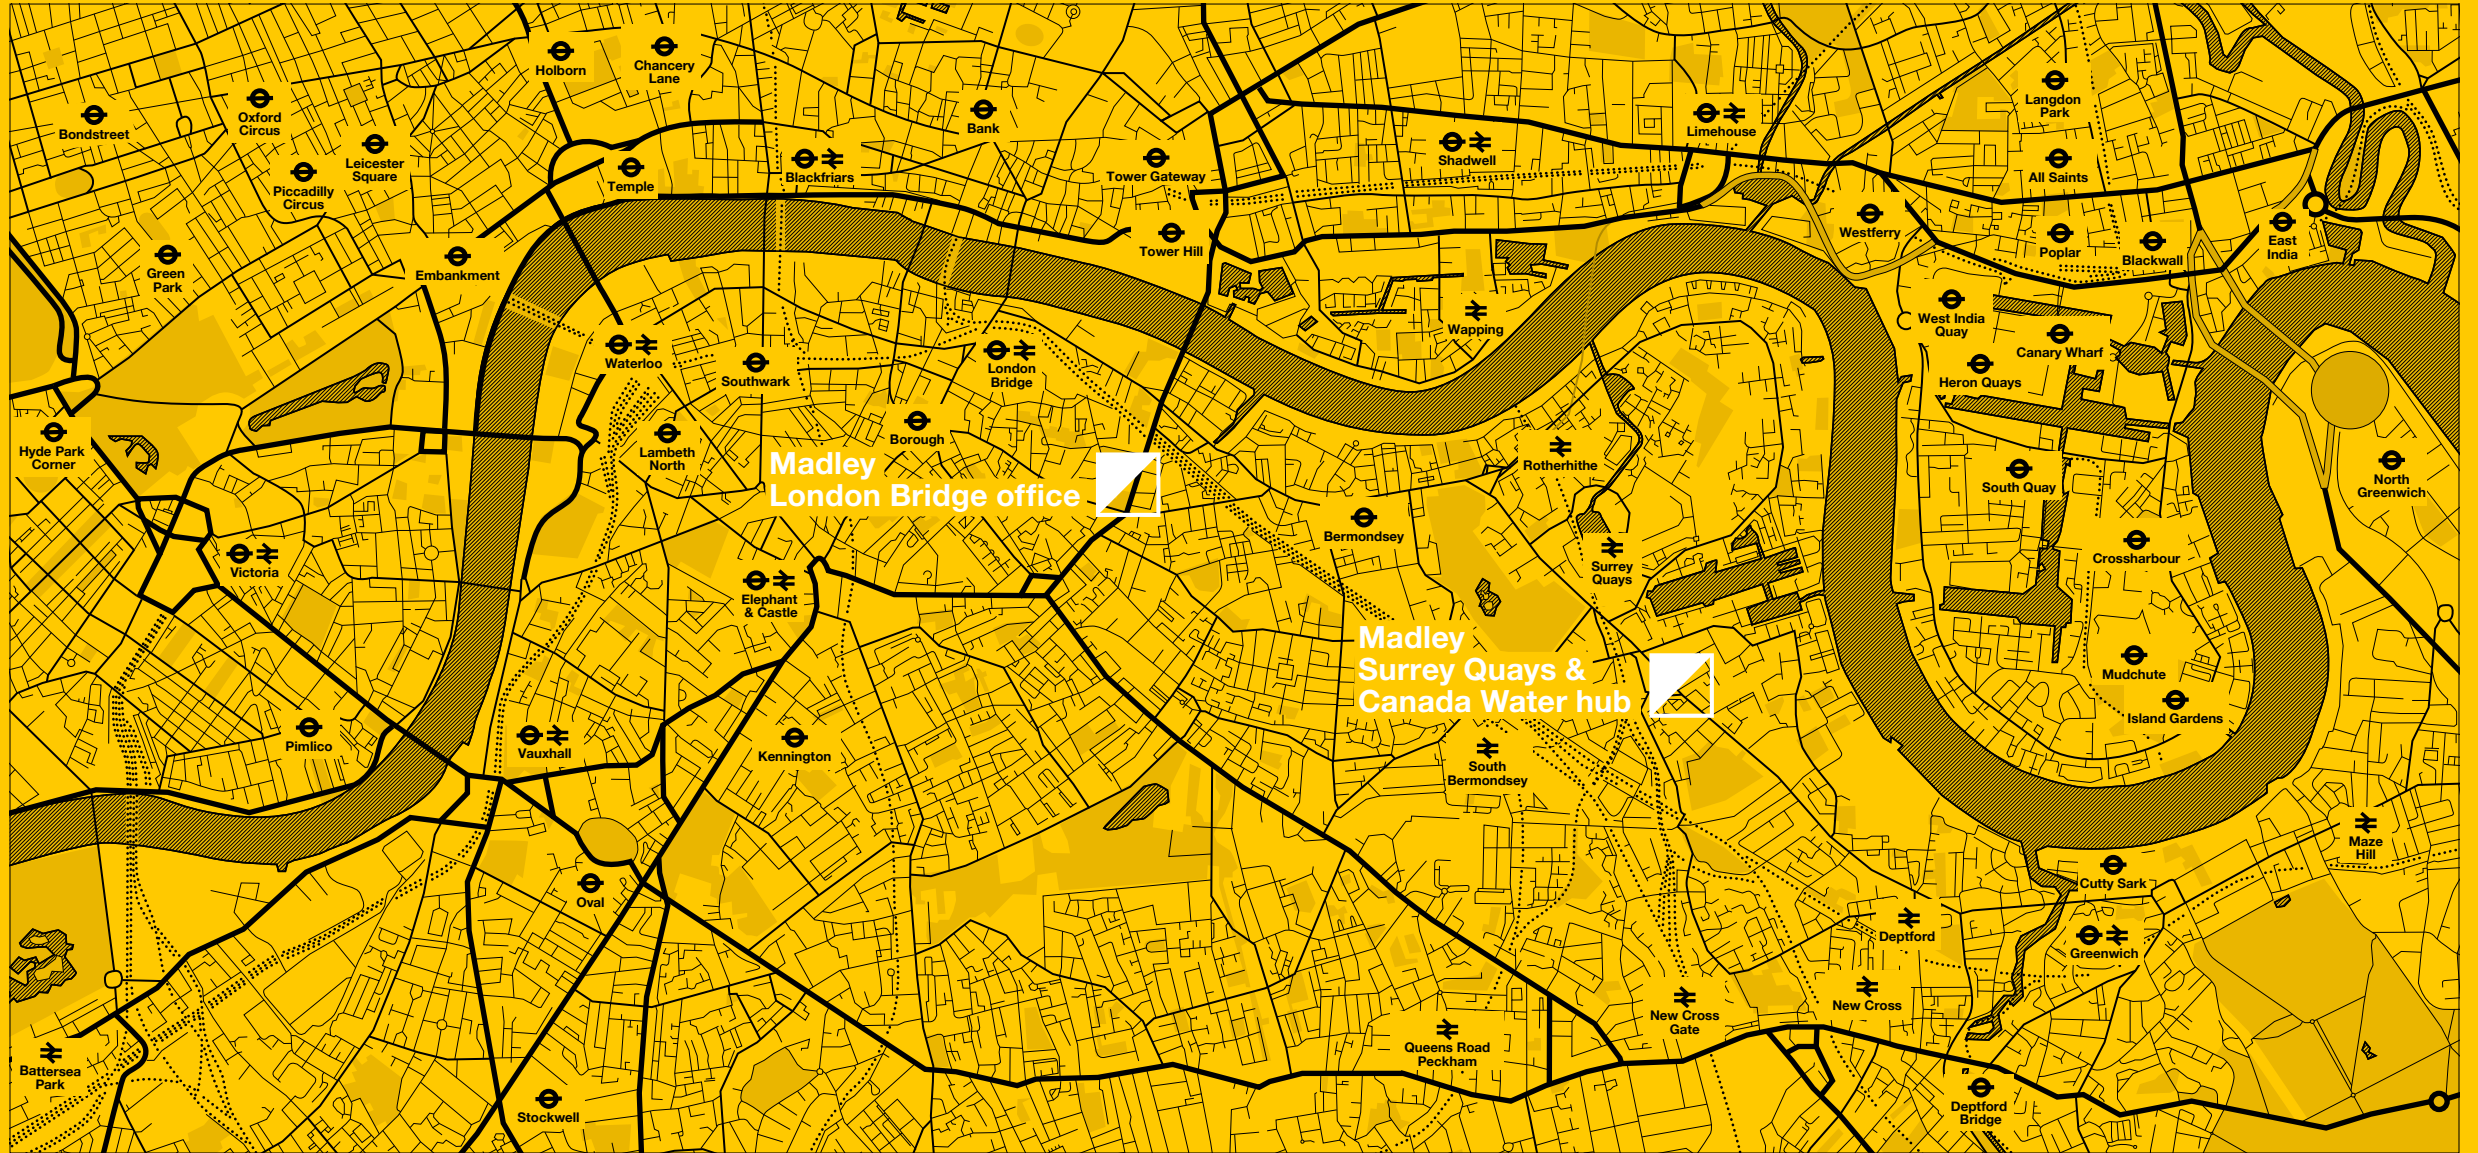 Holborn
Chancery
Lane
Bondstreet
Oxford
Circus
Leicester
Square
Piccadilly
Circus
Temple
Blackfriars
Bank
Tower Gateway
Shadwell
Limehouse
Langdon
Park
All Saints
Green
Park
Embankment
Tower Hill
Westferry
Poplar
Blackwall
East
India
Waterloo
Southwark
London
Bridge
Wapping
West India
Quay
Canary Wharf
Heron Quays
Hyde Park
Corner
Lambeth
North
Borough
Madley
London Bridge office
Rotherhithe
South Quay
North
Greenwich
Victoria
Elephant
& Castle
Bermondsey
Surrey
Quays
Crossharbour
Madley
Surrey Quays &
Canada Water hub
Mudchute
Island Gardens
Pimlico
Vauxhall
Kennington
South
Bermondsey
Maze
Hill
Oval
Cutty Sark
Deptford
Greenwich
Battersea
Park
Stockwell
Queens Road
Peckham
New Cross
Gate
New Cross
Deptford
Bridge